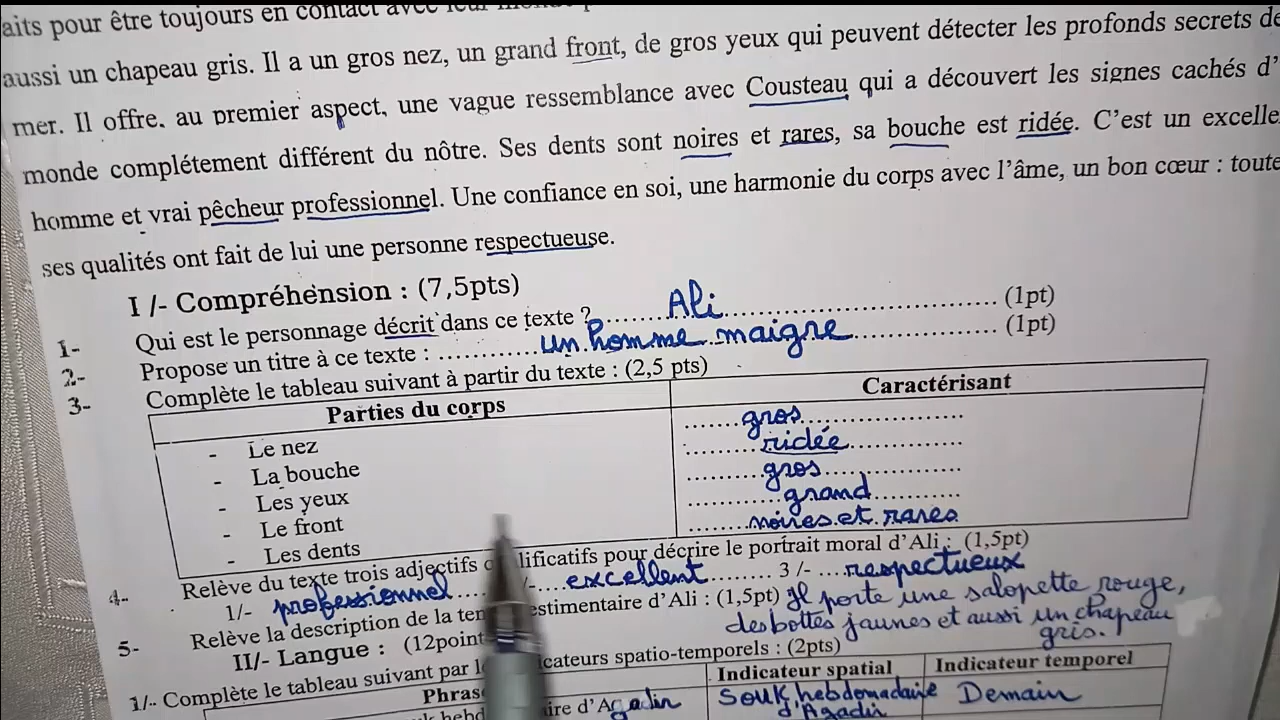 aits pour être toujours en contact avec leur
aussi un chapeau gris. Il a un gros nez, un grand front, de gros yeux qui peuvent détecter les profonds secrets de
mer. Il offre, au premier aspect, une vague ressemblance avec Cousteau qui a découvert les signes cachés d'
monde complétement différent du nôtre. Ses dents sont noires et rares, sa bouche est ridée. C'est un excelle
homme et vrai pêcheur professionnel. Une confiance en soi, une harmonie du corps avec l'âme, un bon cœur : toute
ses qualités ont fait de lui une personne respectueuse.
I /- Compréhension : (7,5pts)
1- Qui est le personnage décrit dans ce texte ? ....... Ali ........ (1pt)
2- Propose un titre à ce texte : ............ un homme maigre ............ (1pt)
3- Complète le tableau suivant à partir du texte : (2,5 pts)
Parties du corps Caractérisant
- Le nez ....... gros .......
- La bouche ....... ridée .......
- Les yeux ....... gros .......
- Le front ....... grand .......
- Les dents ....... noires et rares
4- Relève du texte trois adjectifs qualificatifs pour décrire le portrait moral d'Ali : (1,5pt)
1/- professionnel ..... /- excellent ........ 3 /- .... respectueux
5- Relève la description de la ten estimentaire d'Ali : (1,5pt) Il porte une salopette rouge,
des bottes jaunes et aussi un chapeau
gris.
II/- Langue : (12point
1/- Complète le tableau suivant par le icateurs spatio-temporels : (2pts)
Phrase Indicateur spatial Indicateur temporel
uk hebd ire d'Agadir Souk hebdomadaire Demain
d'Agadir